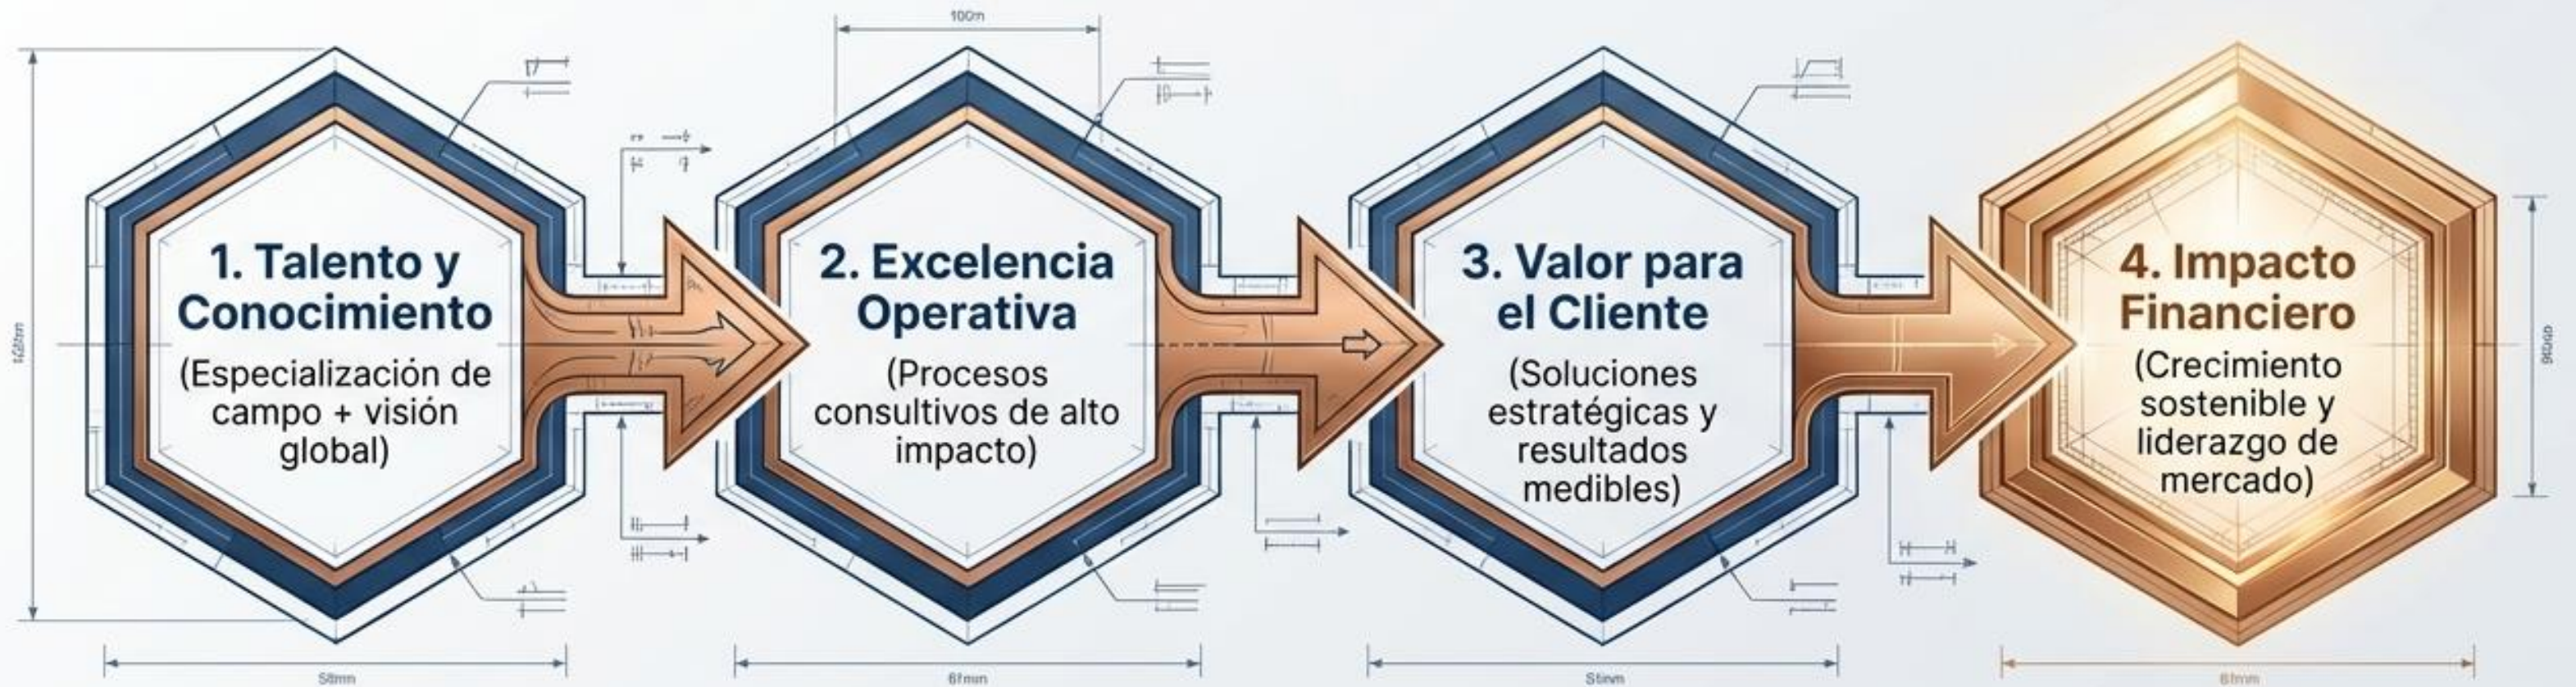 100m
1. Talento y
Conocimiento
(Especialización de
campo + visión
global)
2. Excelencia
Operativa
(Procesos
consultivos de alto
impacto)
3. Valor para
el Cliente
(Soluciones
estratégicas y
resultados
medibles)
4. Impacto
Financiero
(Crecimiento
sostenible y
liderazgo de
mercado)